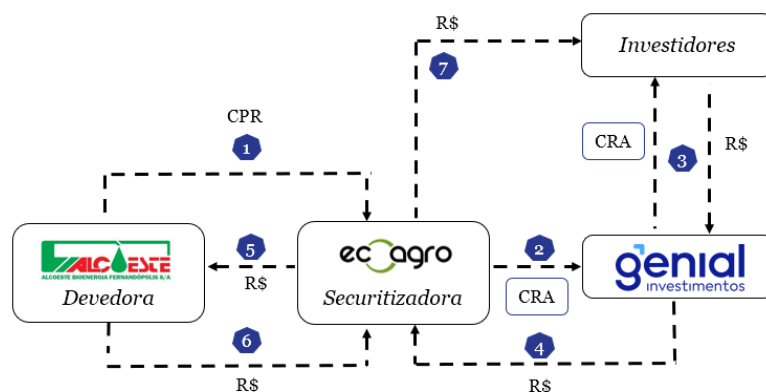 R$
Investidores
7
CPR
CRA
R$
1
3
ALCOESTE
ecoagro
genial
investimentos
5
2
ALCOESTE BIOENERGIA FERNANDÓPOLIS S/A
Devedora
R$
Securitizadora
CRA
6
4
R$
R$